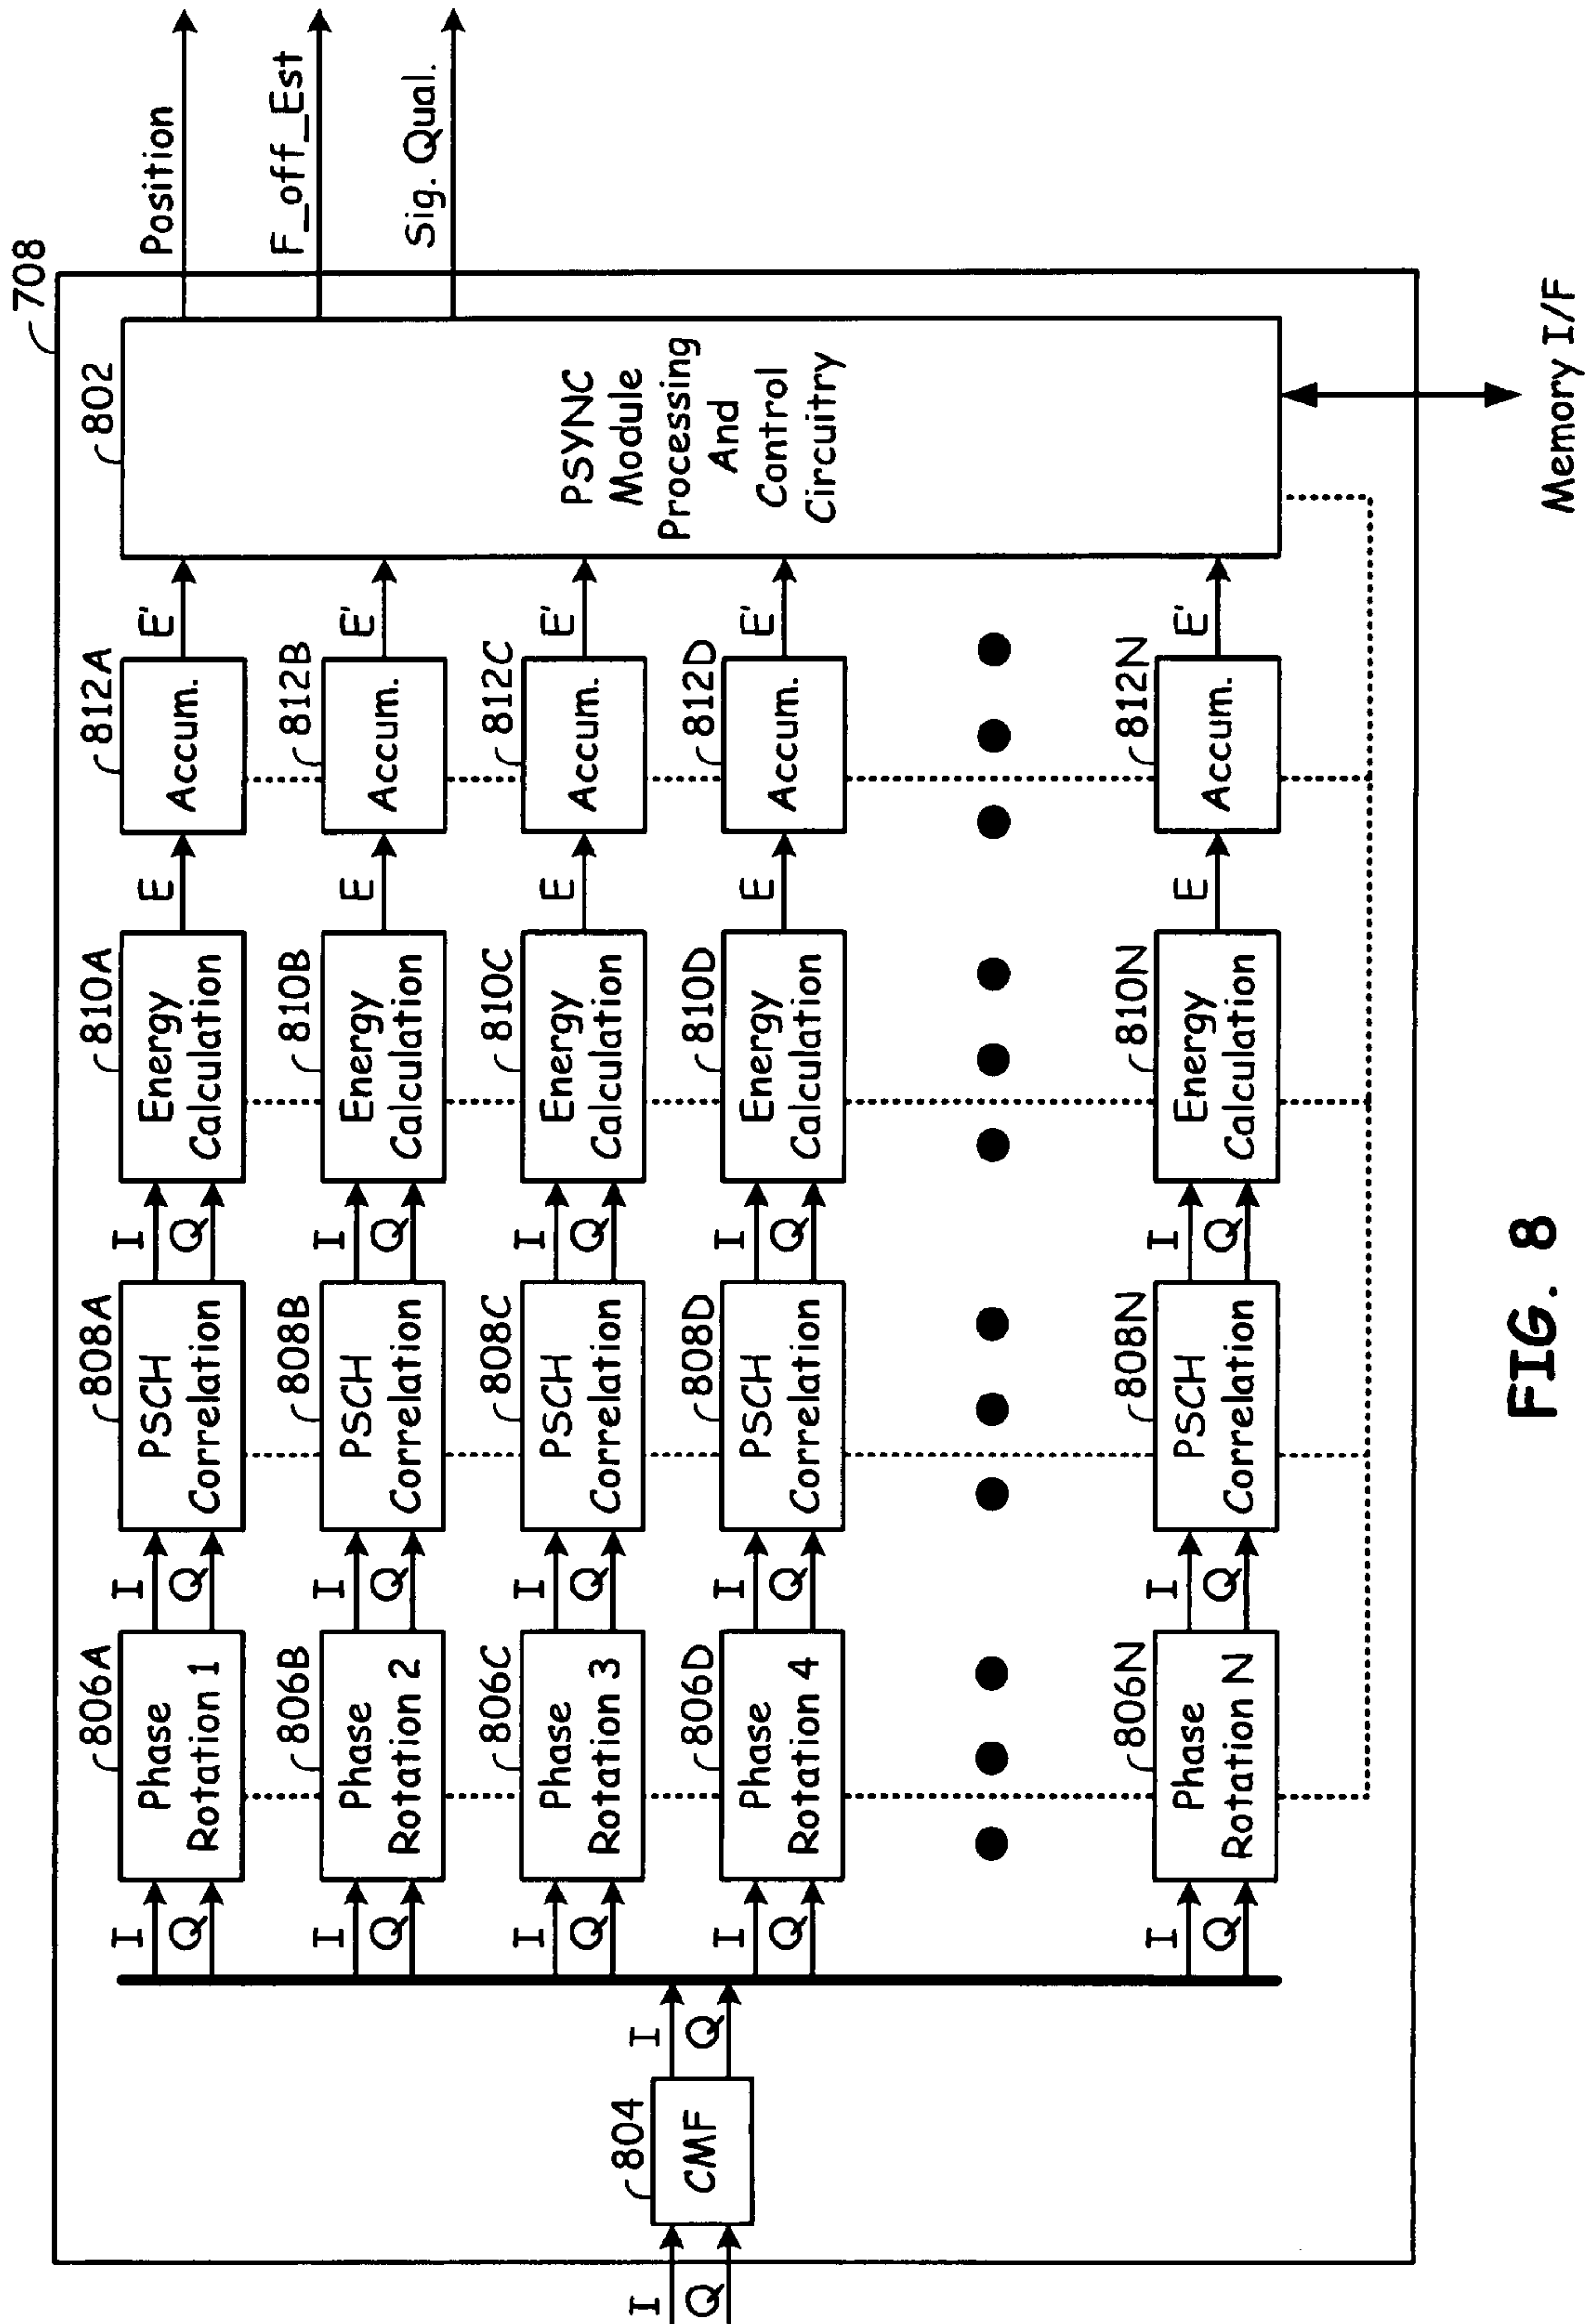 708
802
Position
F_off_Est
Sig. Qual.
PSYNC
Module
Processing
And
Control
Circuitry
Memory I/F
804
CMF
I
Q
I
Q
I
Q
806A
Phase
Rotation 1
I
Q
808A
PSCH
Correlation
I
Q
810A
Energy
Calculation
E
812A
Accum.
E'
I
Q
806B
Phase
Rotation 2
I
Q
808B
PSCH
Correlation
I
Q
810B
Energy
Calculation
E
812B
Accum.
E'
I
Q
806C
Phase
Rotation 3
I
Q
808C
PSCH
Correlation
I
Q
810C
Energy
Calculation
E
812C
Accum.
E'
I
Q
806D
Phase
Rotation 4
I
Q
808D
PSCH
Correlation
I
Q
810D
Energy
Calculation
E
812D
Accum.
E'
I
Q
806N
Phase
Rotation N
I
Q
808N
PSCH
Correlation
I
Q
810N
Energy
Calculation
E
812N
Accum.
E'
FIG. 8